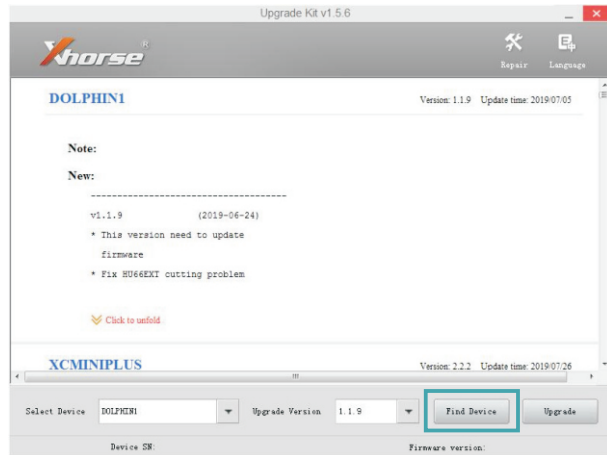 Upgrade Kit v1.5.6
Xhorse®
Repair
Language
DOLPHIN1
Version: 1.1.9 Update time: 2019/07/05
Note:
New:
-------------------------------------
v1.1.9 (2019-06-24)
* This version need to update
firmware
* Fix HU66EXT cutting problem
Click to unfold
XCMINIPLUS
Version: 2.2.2 Update time: 2019/07/26
Select Device DOLPHIN1 Upgrade Version 1.1.9 Find Device Upgrade
Device SN: Firmware version: